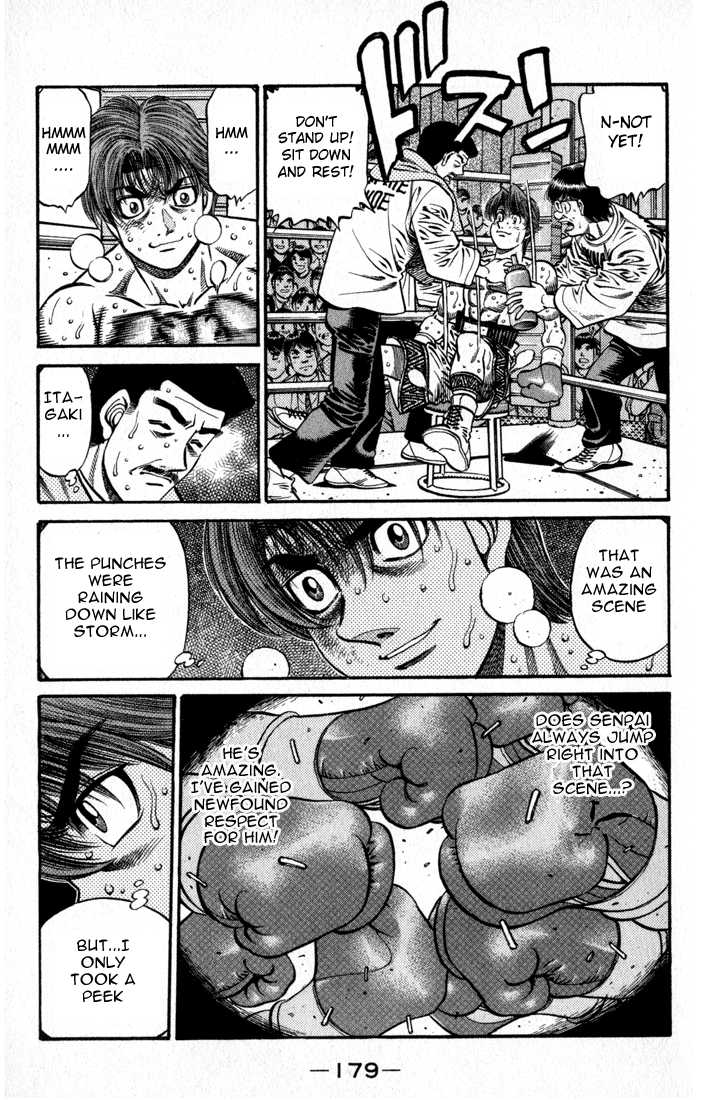 ドスン
N-NOT
YET!
DON'T
STAND UP!
SIT DOWN
AND REST!
HMM
...
HMMM
MMM
....
ITA-
GAKI
...
THAT
WAS AN
AMAZING
SCENE
THE PUNCHES
WERE
RAINING
DOWN LIKE
STORM...
DOES SENPAI
ALWAYS JUMP
RIGHT INTO
THAT
SCENE...?
HE'S
AMAZING.
I'VE GAINED
NEWFOUND
RESPECT
FOR HIM!
BUT...I
ONLY
TOOK A
PEEK
—179—